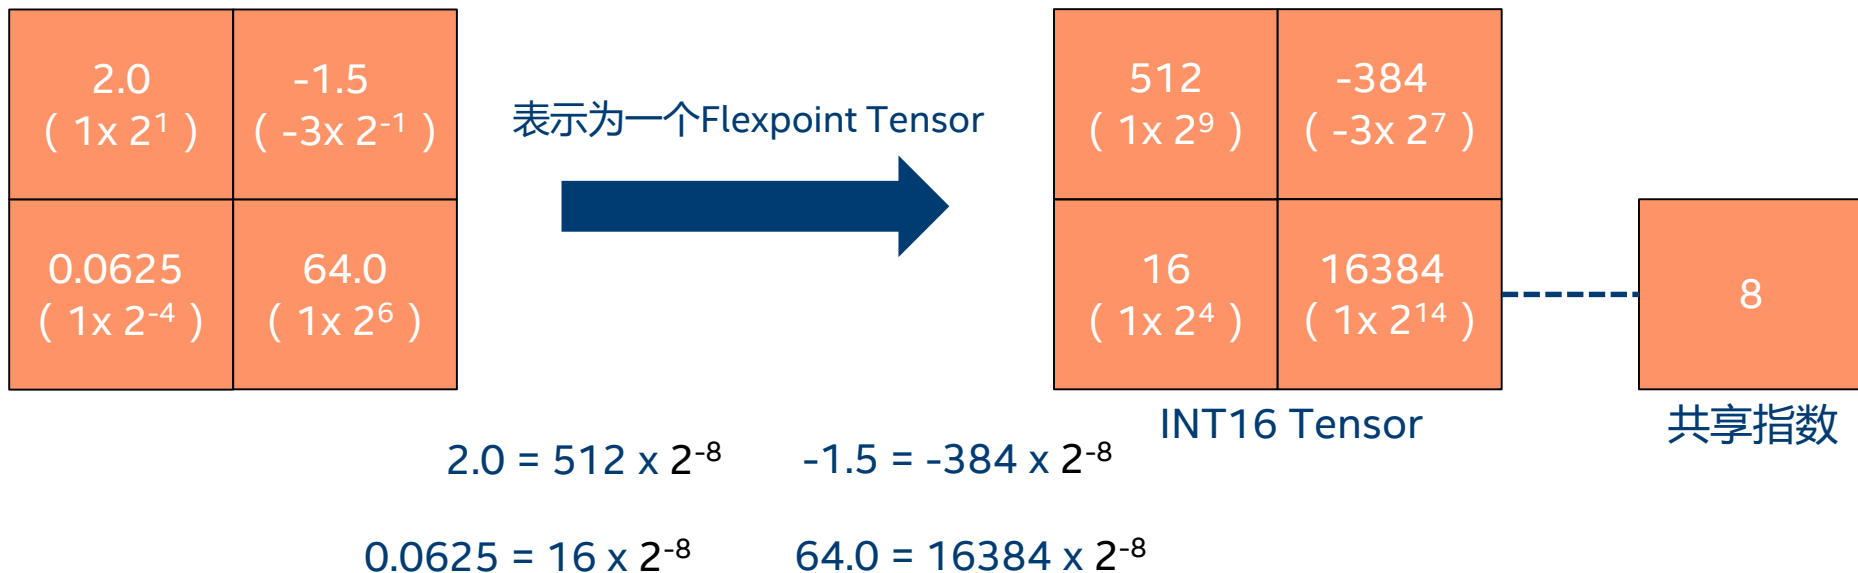 2.0
( 1x 2¹ )
-1.5
( -3x 2⁻¹ )
0.0625
( 1x 2⁻⁴ )
64.0
( 1x 2⁶ )
表示为一个Flexpoint Tensor
512
( 1x 2⁹ )
-384
( -3x 2⁷ )
16
( 1x 2⁴ )
16384
( 1x 2¹⁴ )
8
INT16 Tensor
共享指数
2.0 = 512 x 2⁻⁸
-1.5 = -384 x 2⁻⁸
0.0625 = 16 x 2⁻⁸
64.0 = 16384 x 2⁻⁸